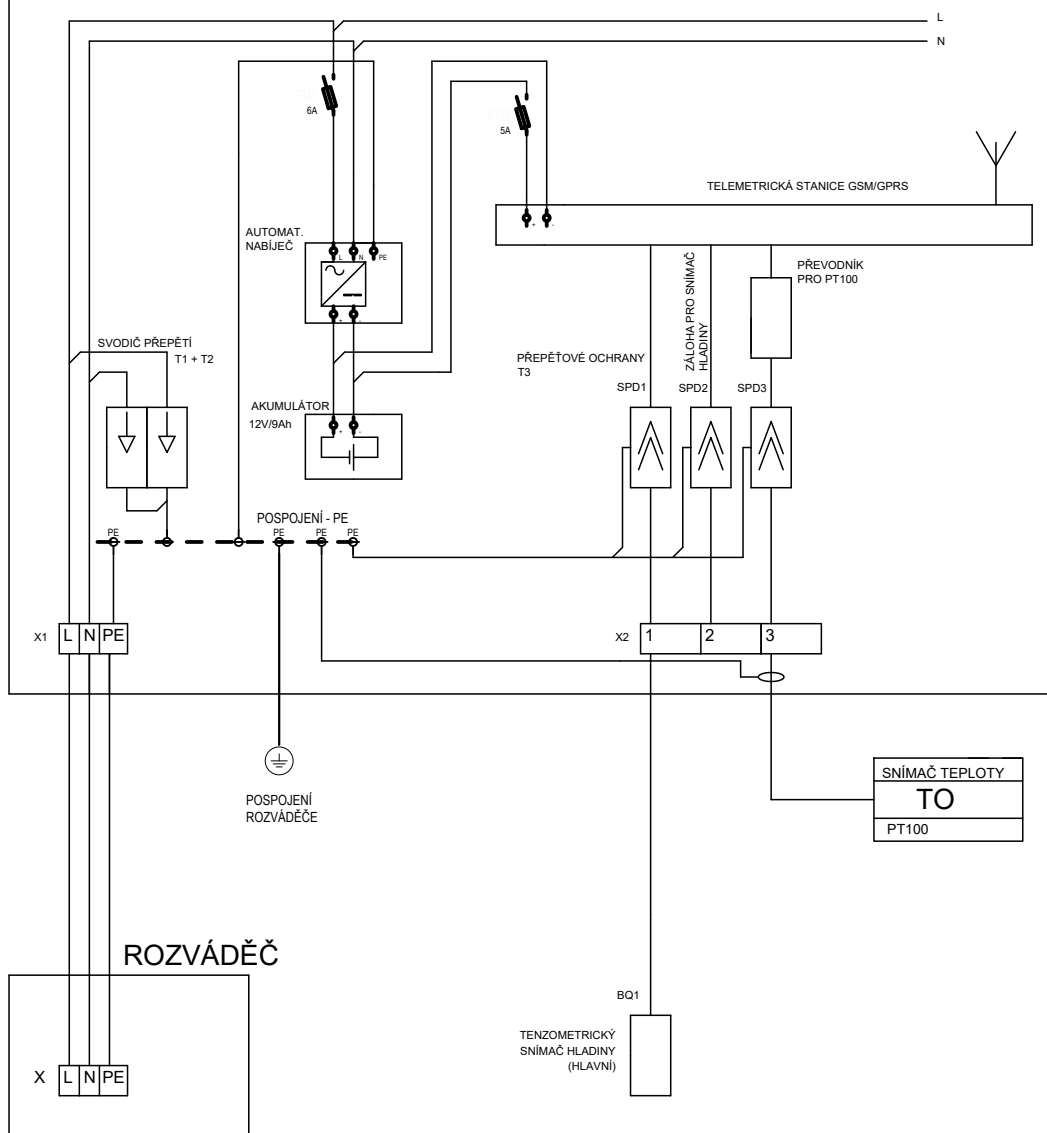 L
N
6A
5A
TELEMETRICKÁ STANICE GSM/GPRS
+ -
AUTOMAT.
NABÍJEČ
L N PE
+ -
PŘEVODNÍK
PRO PT100
ZÁLOHA PRO SNÍMAČ
HLADINY
SVODIČ PŘEPĚTÍ
T1 + T2
PŘEPĚŤOVÉ OCHRANY
T3
SPD1 SPD2 SPD3
AKUMULÁTOR
12V/9Ah
+ -
POSPOJENÍ - PE
PE PE PE PE
X1 L N PE
X2 1 2 3
POSPOJENÍ
ROZVÁDĚČE
SNÍMAČ TEPLOTY
TO
PT100
ROZVÁDĚČ
BQ1
TENZOMETRICKÝ
SNÍMAČ HLADINY
(HLAVNÍ)
X L N PE